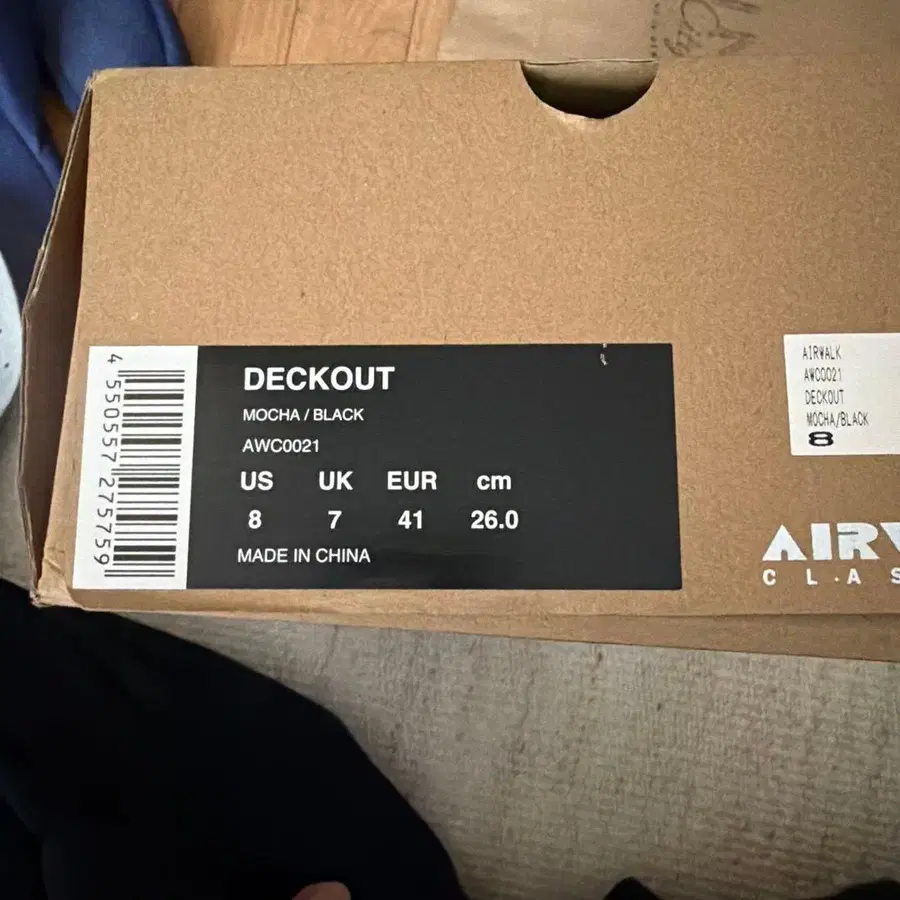 City
4 550557 275759
DECKOUT
MOCHA / BLACK
AWC0021
US UK EUR cm
8 7 41 26.0
MADE IN CHINA
AIRWALK
AWC0021
DECKOUT
MOCHA/BLACK
8
AIRW
CLAS